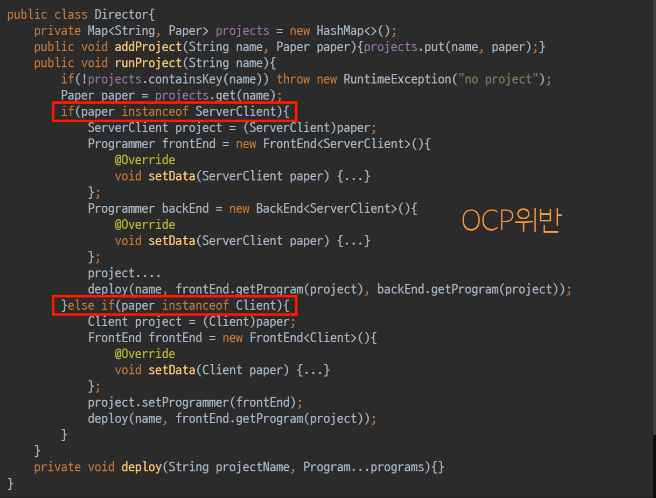 public class Director{
    private Map<String, Paper> projects = new HashMap<>();
    public void addProject(String name, Paper paper){projects.put(name, paper);}
    public void runProject(String name){
        if(!projects.containsKey(name)) throw new RuntimeException("no project");
        Paper paper = projects.get(name);
        if(paper instanceof ServerClient){
            ServerClient project = (ServerClient)paper;
            Programmer frontEnd = new FrontEnd<ServerClient>(){
                @Override
                void setData(ServerClient paper) {...}
            };
            Programmer backEnd = new BackEnd<ServerClient>(){
                @Override
                void setData(ServerClient paper) {...}
            };
OCP위반
            project....
            deploy(name, frontEnd.getProgram(project), backEnd.getProgram(project));
        }else if(paper instanceof Client){
            Client project = (Client)paper;
            FrontEnd frontEnd = new FrontEnd<Client>(){
                @Override
                void setData(Client paper) {...}
            };
            project.setProgrammer(frontEnd);
            deploy(name, frontEnd.getProgram(project));
        }
    }
    private void deploy(String projectName, Program...programs){}
}